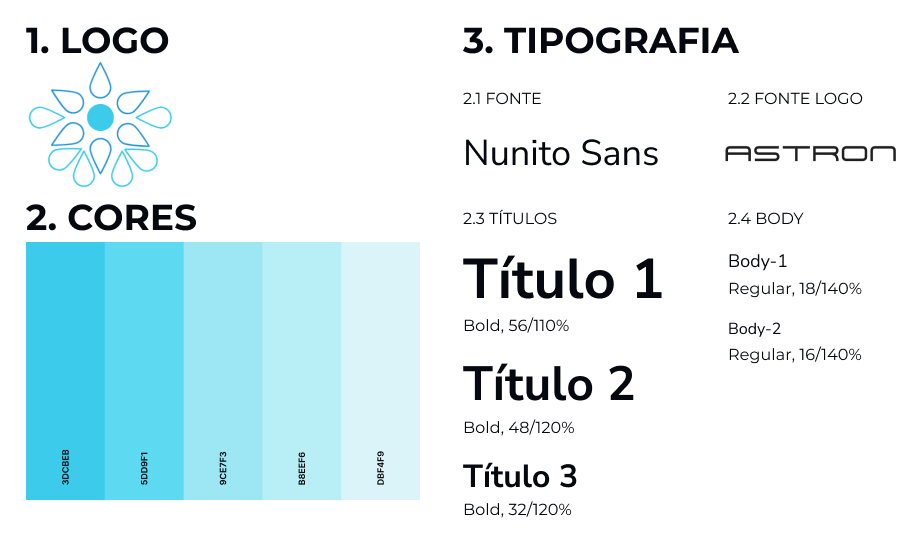 1. LOGO
2. CORES
3DCBEB
5DD9F1
9CE7F3
B8EEF6
DBF4F9
3. TIPOGRAFIA
2.1 FONTE
Nunito Sans
2.2 FONTE LOGO
ASTRON
2.3 TÍTULOS
Título 1
Bold, 56/110%
Título 2
Bold, 48/120%
Título 3
Bold, 32/120%
2.4 BODY
Body-1
Regular, 18/140%
Body-2
Regular, 16/140%